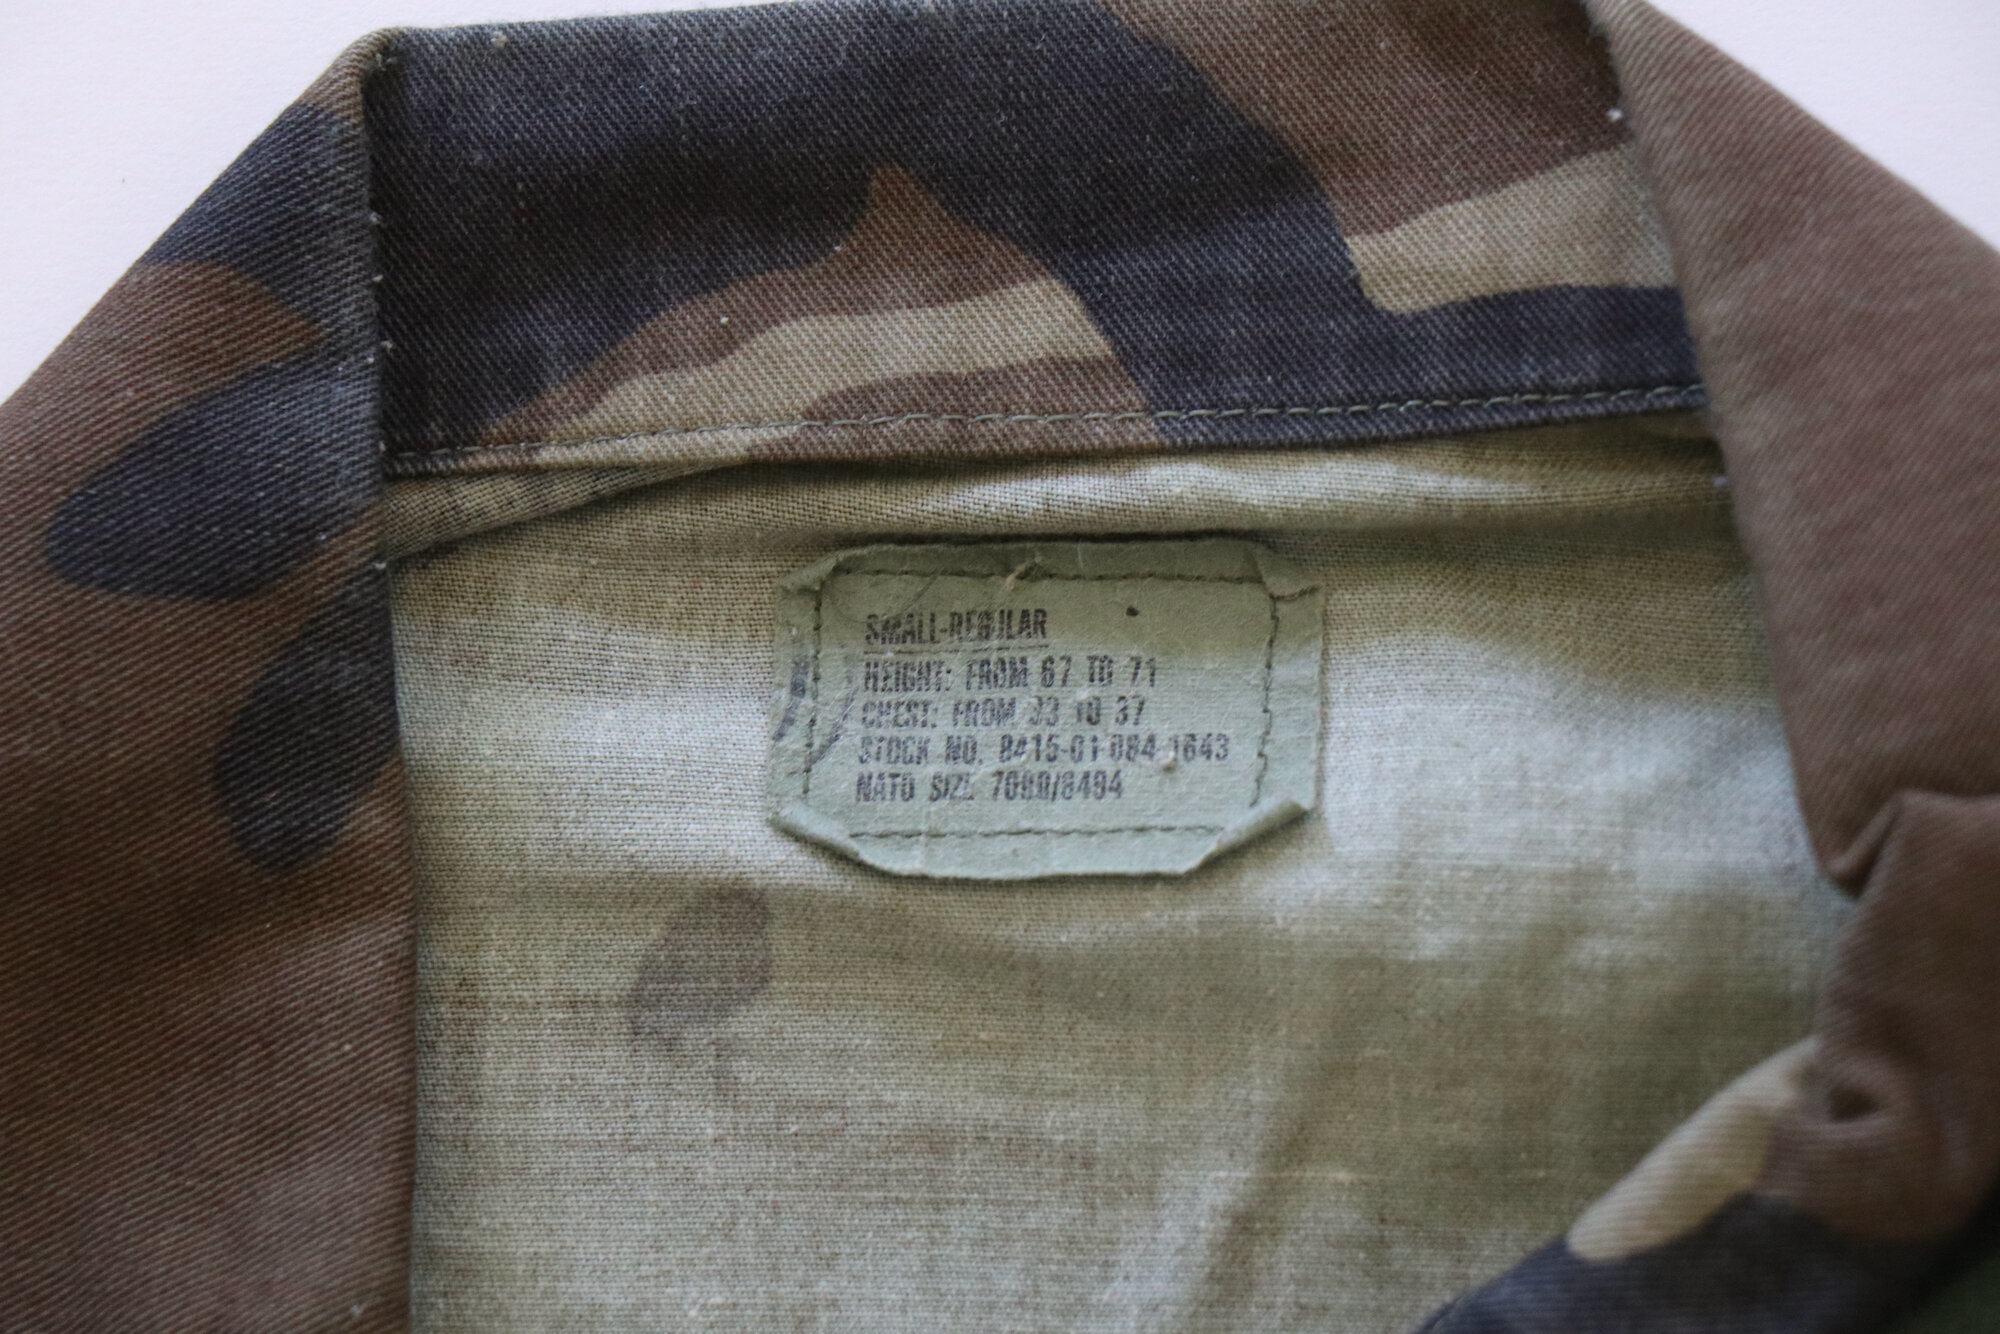 SMALL-REGULAR
HEIGHT: FROM 67 TO 71
CHEST: FROM 33 TO 37
STOCK NO. 8415-01-084-1643
NATO SIZE 7080/8494